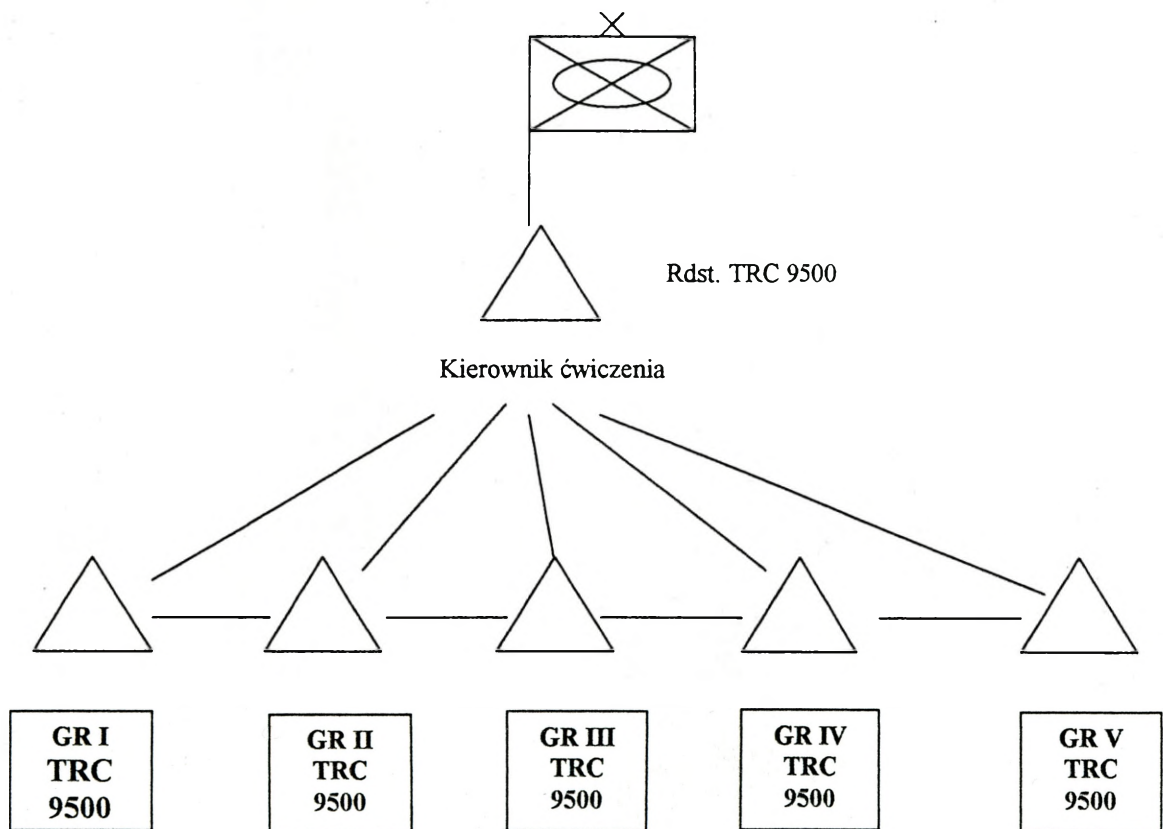 Rdst. TRC 9500
Kierownik ćwiczenia
GR I
TRC
9500
GR II
TRC
9500
GR III
TRC
9500
GR IV
TRC
9500
GR V
TRC
9500